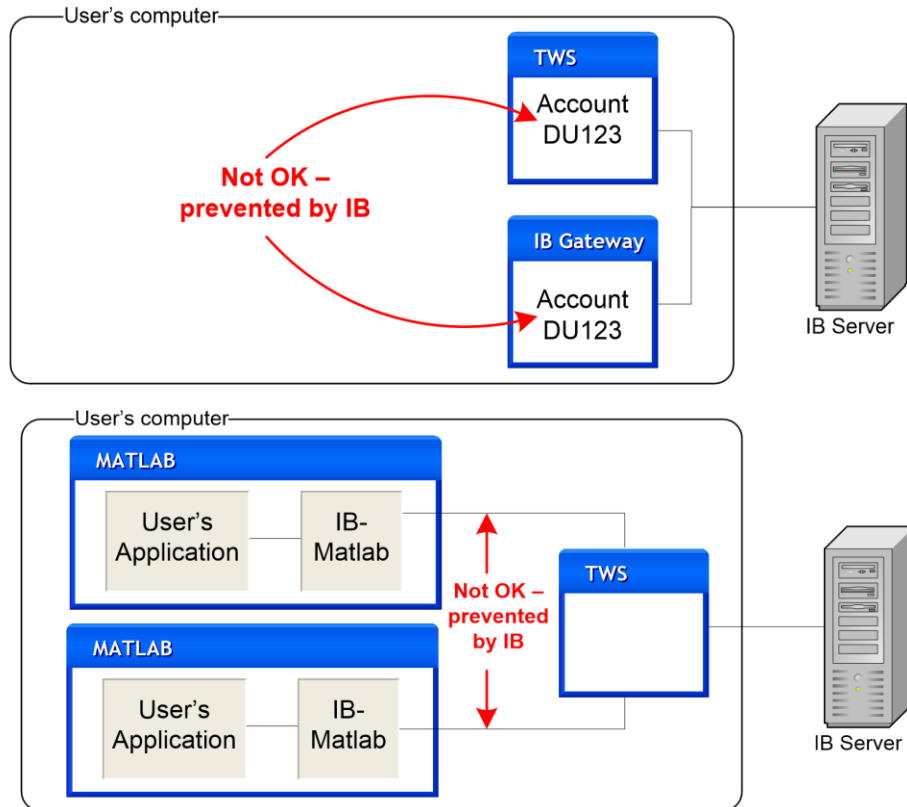 User's computer
TWS
Account
DU123
Not OK –
prevented by IB
IB Gateway
Account
DU123
IB Server
User's computer
MATLAB
User's
Application
IB-
Matlab
Not OK –
prevented
by IB
TWS
MATLAB
User's
Application
IB-
Matlab
IB Server